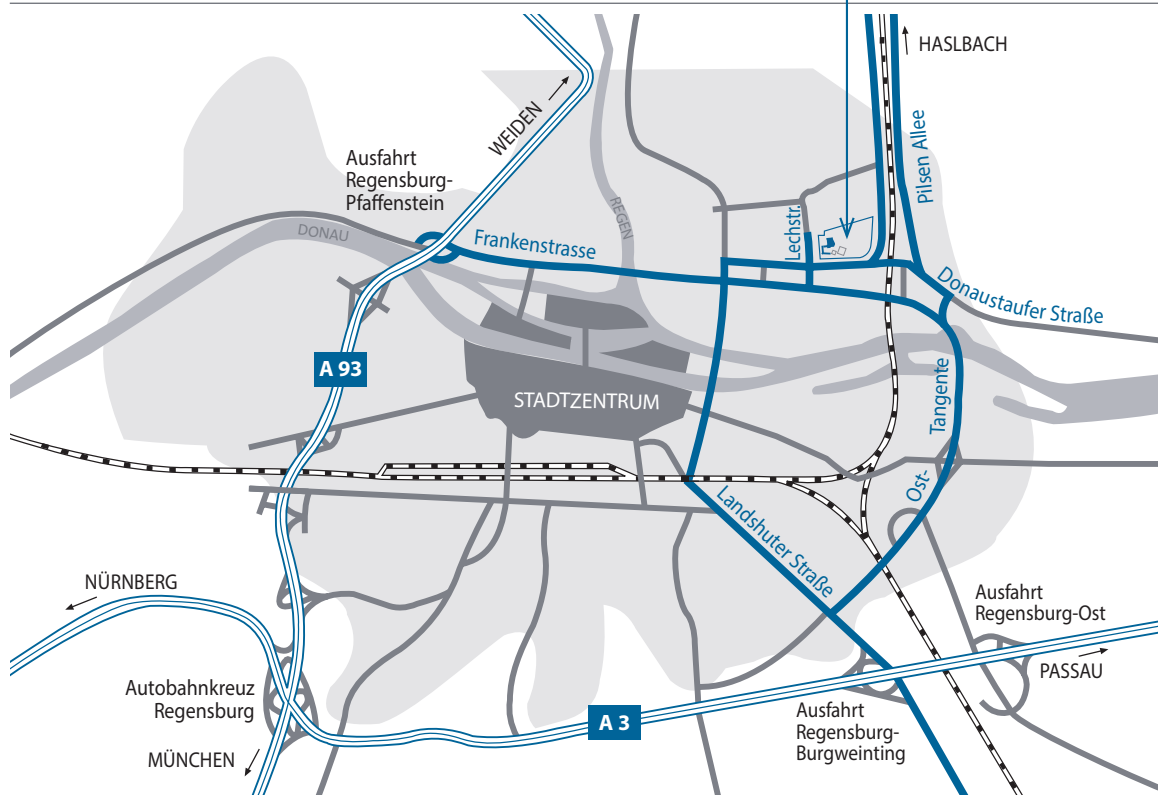 HASLBACH
WEIDEN
Pilsen Allee
Ausfahrt
Regensburg-
Pfaffenstein
REGEN
Lechstr.
DONAU
Frankenstrasse
Donaustaufer Straße
A 93
STADTZENTRUM
Ost-
Tangente
Landshuter Straße
NÜRNBERG
Ausfahrt
Regensburg-Ost
PASSAU
Autobahnkreuz
Regensburg
A 3
Ausfahrt
Regensburg-
Burgweinting
MÜNCHEN